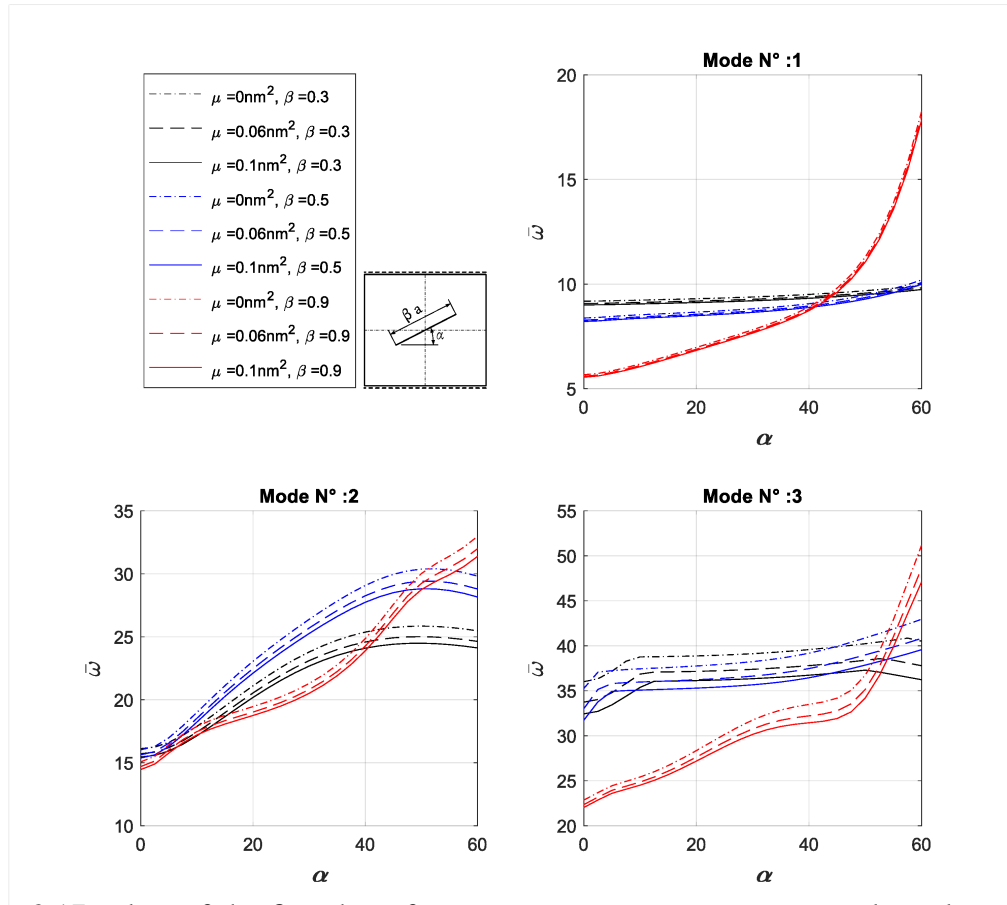 μ =0nm², β =0.3
μ =0.06nm², β =0.3
μ =0.1nm², β =0.3
μ =0nm², β =0.5
μ =0.06nm², β =0.5
μ =0.1nm², β =0.5
μ =0nm², β =0.9
μ =0.06nm², β =0.9
μ =0.1nm², β =0.9
β a
α
Mode N° :1
20
15
10
5
0 20 40 60
ω̄
α
Mode N° :2
35
30
25
20
15
10
0 20 40 60
ω̄
α
Mode N° :3
55
50
45
40
35
30
25
20
0 20 40 60
ω̄
α